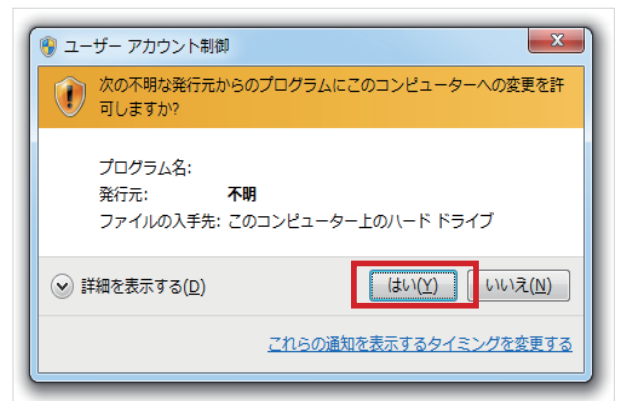 ユーザー アカウント制御
次の不明な発行元からのプログラムにこのコンピューターへの変更を許
可しますか?
プログラム名:
発行元: 不明
ファイルの入手先: このコンピューター上のハード ドライブ
詳細を表示する(D)
はい(Y)
いいえ(N)
これらの通知を表示するタイミングを変更する